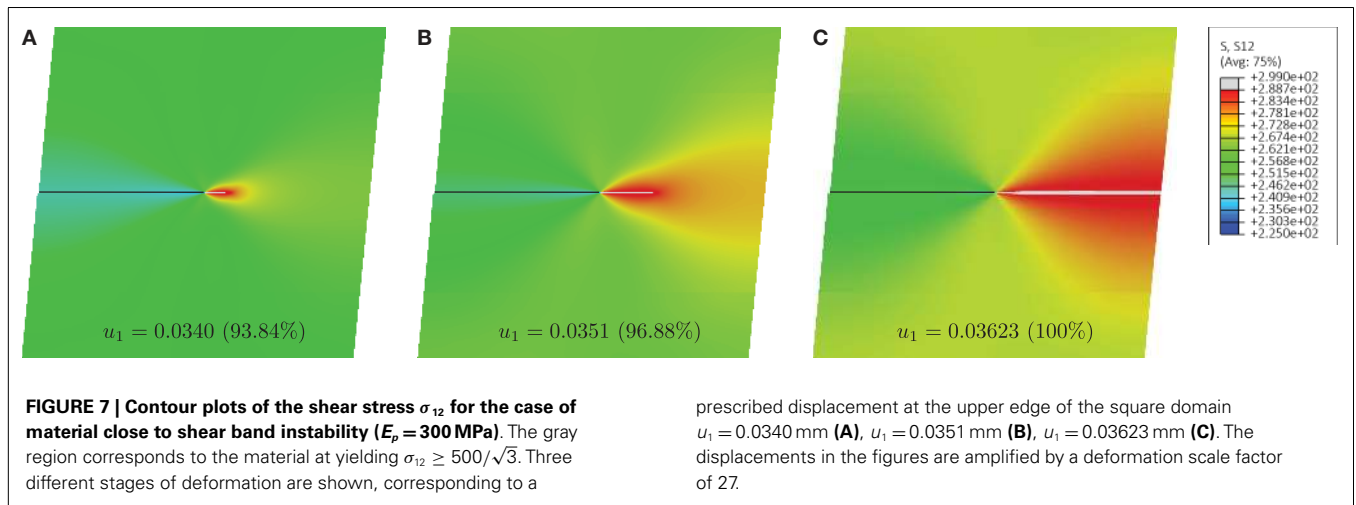 A
B
C
u₁ = 0.0340 (93.84%)
u₁ = 0.0351 (96.88%)
u₁ = 0.03623 (100%)
S, S12
(Avg: 75%)
+2.990e+02
+2.887e+02
+2.834e+02
+2.781e+02
+2.728e+02
+2.674e+02
+2.621e+02
+2.568e+02
+2.515e+02
+2.462e+02
+2.409e+02
+2.356e+02
+2.303e+02
+2.250e+02
FIGURE 7 | Contour plots of the shear stress σ₁₂ for the case of
material close to shear band instability (Eₚ = 300 MPa). The gray
region corresponds to the material at yielding σ₁₂ ≥ 500/√3. Three
different stages of deformation are shown, corresponding to a
prescribed displacement at the upper edge of the square domain
u₁ = 0.0340 mm (A), u₁ = 0.0351 mm (B), u₁ = 0.03623 mm (C). The
displacements in the figures are amplified by a deformation scale factor
of 27.